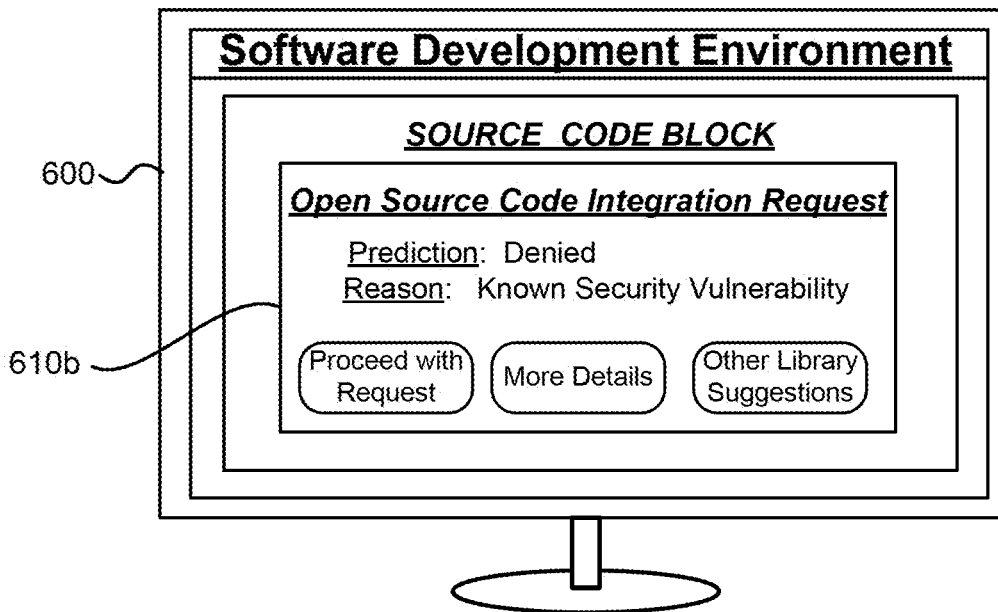 Software Development Environment
SOURCE CODE BLOCK
600
Open Source Code Integration Request
Prediction: Denied
Reason: Known Security Vulnerability
610b
Proceed with
Request
More Details
Other Library
Suggestions